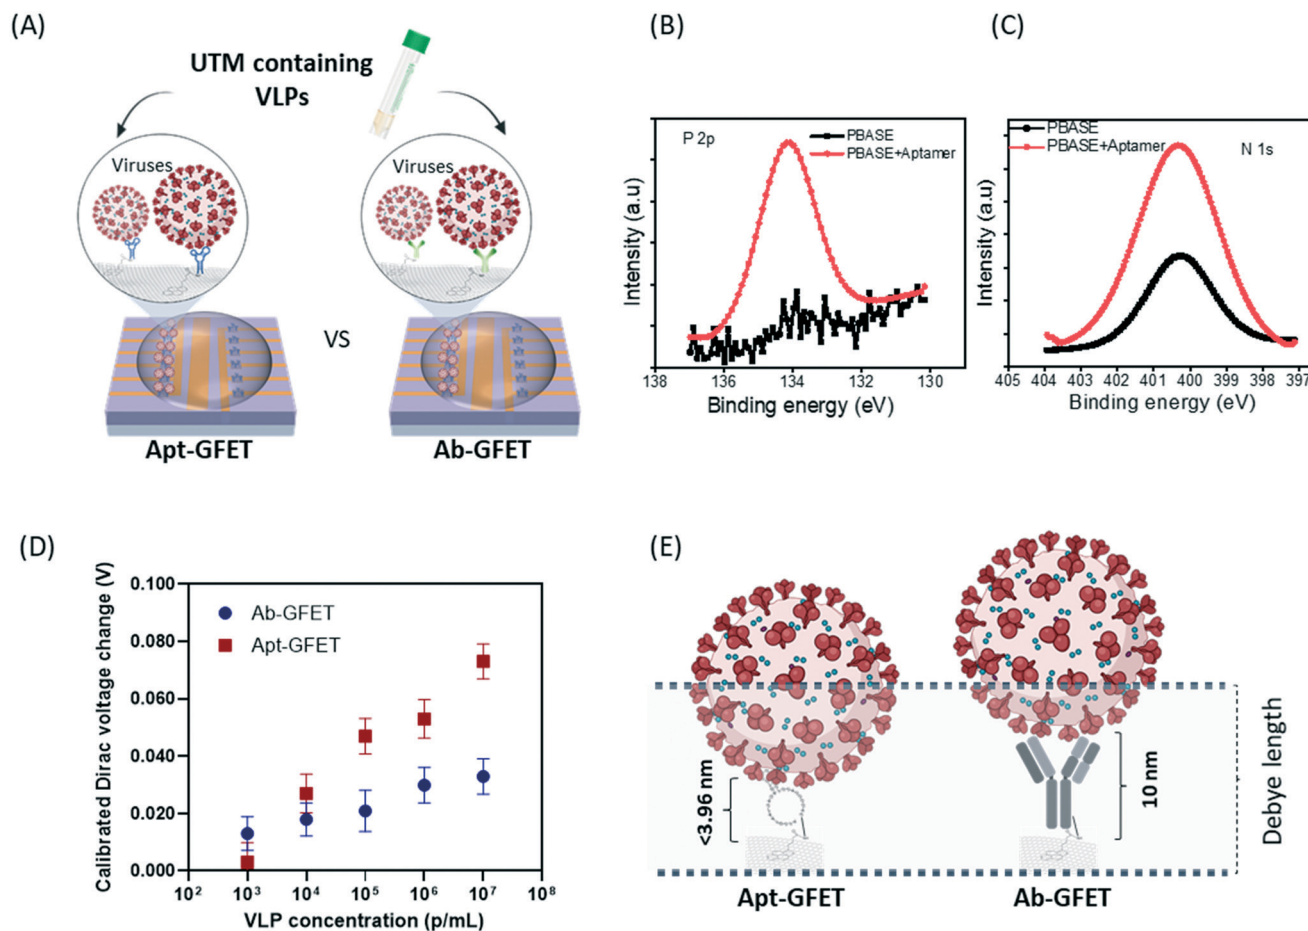 (A)
UTM containing
VLPs
Viruses
Viruses
VS
Apt-GFET
Ab-GFET
(B)
P 2p
PBASE
PBASE+Aptamer
Intensity (a.u)
138 136 134 132 130
Binding energy (eV)
(C)
PBASE
PBASE+Aptamer
N 1s
Intensity (a.u)
405 404 403 402 401 400 399 398 397
Binding energy (eV)
(D)
Calibrated Dirac voltage change (V)
0.100
0.080
0.060
0.040
0.020
0.000
Ab-GFET
Apt-GFET
10² 10³ 10⁴ 10⁵ 10⁶ 10⁷ 10⁸
VLP concentration (p/mL)
(E)
<3.96 nm
10 nm
Debye length
Apt-GFET
Ab-GFET